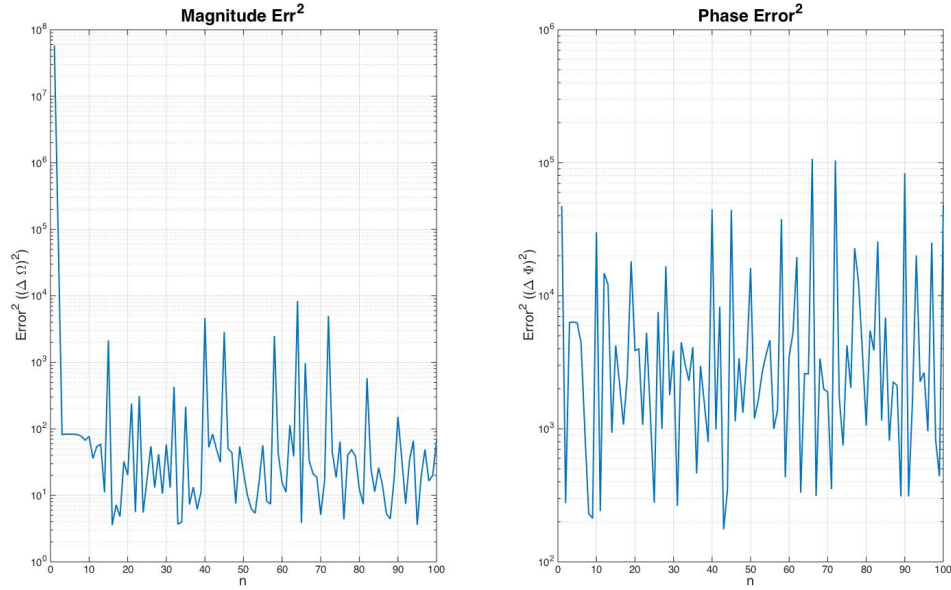 Magnitude Err²
Error² ((Δ Ω)²)
10⁸
10⁷
10⁶
10⁵
10⁴
10³
10²
10¹
10⁰
0 10 20 30 40 50 60 70 80 90 100
n
Phase Error²
Error² ((Δ Φ)²)
10⁶
10⁵
10⁴
10³
10²
0 10 20 30 40 50 60 70 80 90 100
n